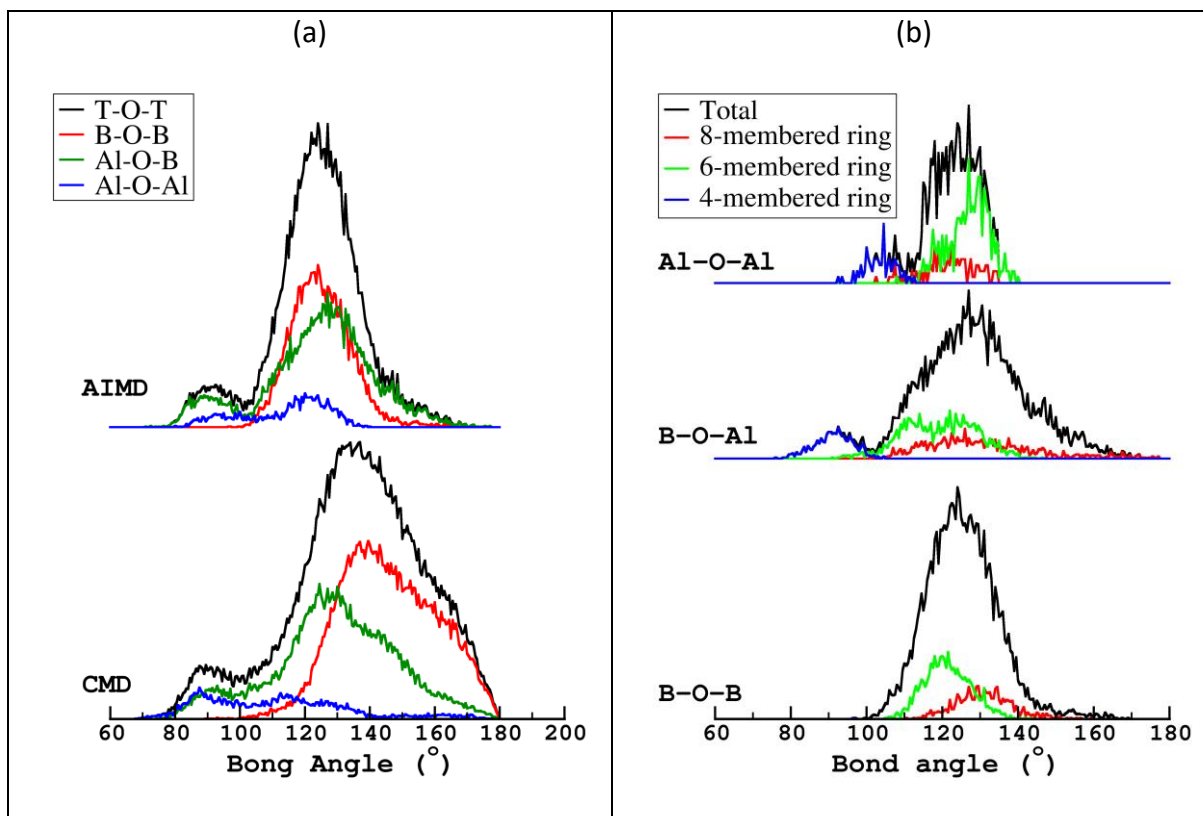 (a)
T-O-T
B-O-B
Al-O-B
Al-O-Al
AIMD
CMD
60 80 100 120 140 160 180 200
Bong Angle (°)
(b)
Total
8-membered ring
6-membered ring
4-membered ring
Al-O-Al
B-O-Al
B-O-B
60 80 100 120 140 160 180
Bond angle (°)